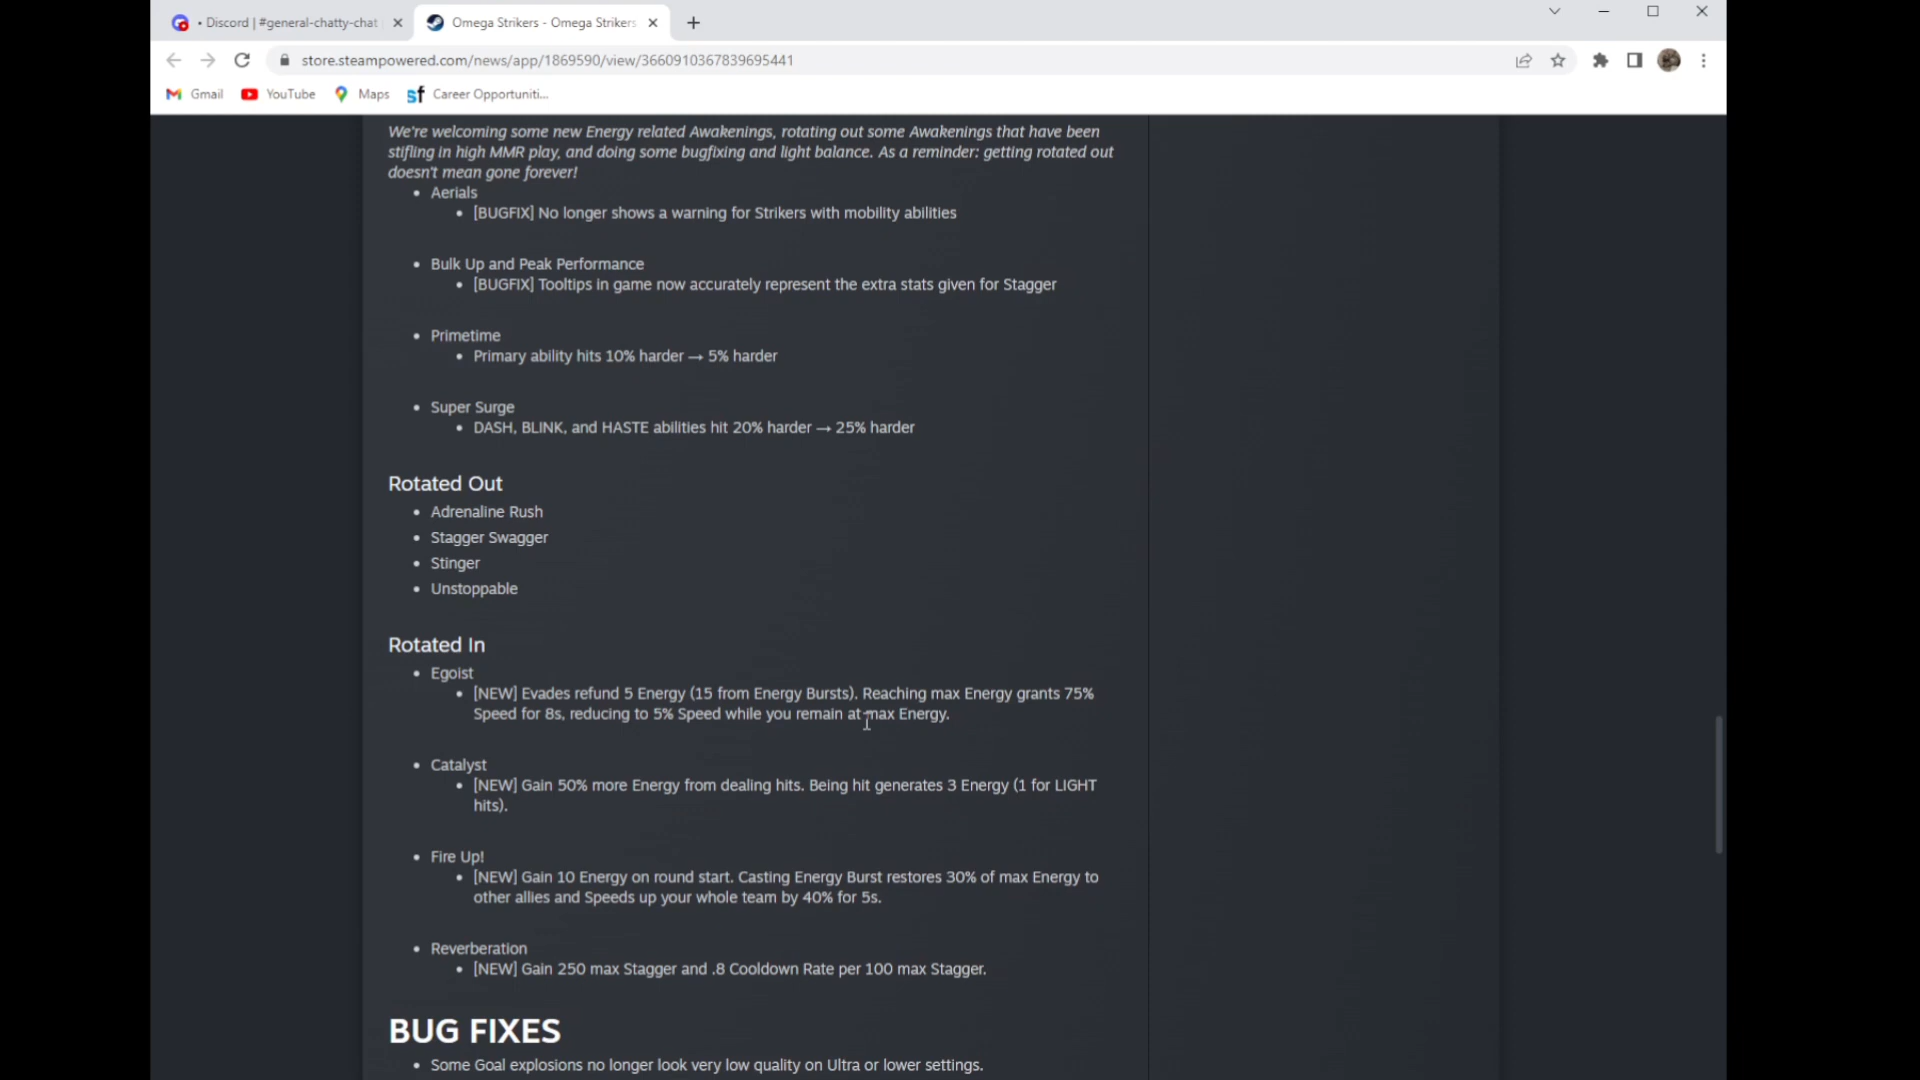 • Discord | #general-chatty-chat
Omega Strikers - Omega Strikers
store.steampowered.com/news/app/1869590/view/3660910367839695441
Gmail
YouTube
Maps
sf
Career Opportuniti...
We're welcoming some new Energy related Awakenings, rotating out some Awakenings that have been
stifling in high MMR play, and doing some bugfixing and light balance. As a reminder: getting rotated out
doesn't mean gone forever!
• Aerials
• [BUGFIX] No longer shows a warning for Strikers with mobility abilities
• Bulk Up and Peak Performance
• [BUGFIX] Tooltips in game now accurately represent the extra stats given for Stagger
• Primetime
• Primary ability hits 10% harder → 5% harder
• Super Surge
• DASH, BLINK, and HASTE abilities hit 20% harder → 25% harder
Rotated Out
• Adrenaline Rush
• Stagger Swagger
• Stinger
• Unstoppable
Rotated In
• Egoist
• [NEW] Evades refund 5 Energy (15 from Energy Bursts). Reaching max Energy grants 75%
Speed for 8s, reducing to 5% Speed while you remain at max Energy.
• Catalyst
• [NEW] Gain 50% more Energy from dealing hits. Being hit generates 3 Energy (1 for LIGHT
hits).
• Fire Up!
• [NEW] Gain 10 Energy on round start. Casting Energy Burst restores 30% of max Energy to
other allies and Speeds up your whole team by 40% for 5s.
• Reverberation
• [NEW] Gain 250 max Stagger and .8 Cooldown Rate per 100 max Stagger.
BUG FIXES
• Some Goal explosions no longer look very low quality on Ultra or lower settings.